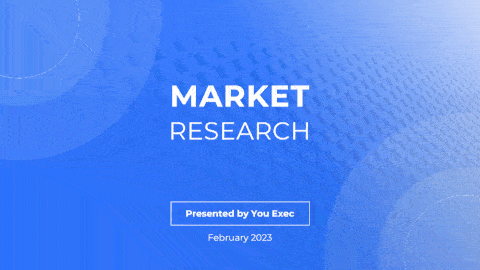 MARKET
RESEARCH
Presented by You Exec
February 2023